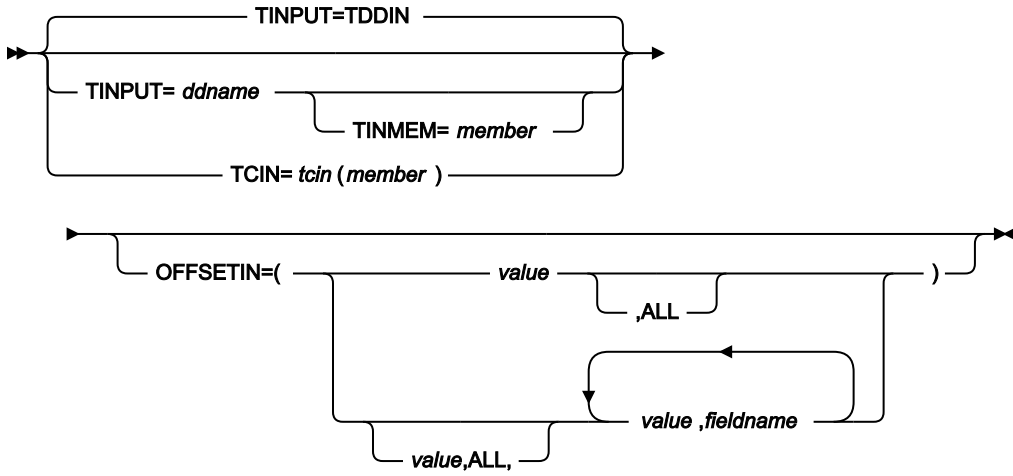 TINPUT=TDDIN
TINPUT= ddname
TINMEM= member
TCIN= tcin ( member )
OFFSETIN=( value )
,ALL
value ,fieldname
value,ALL,